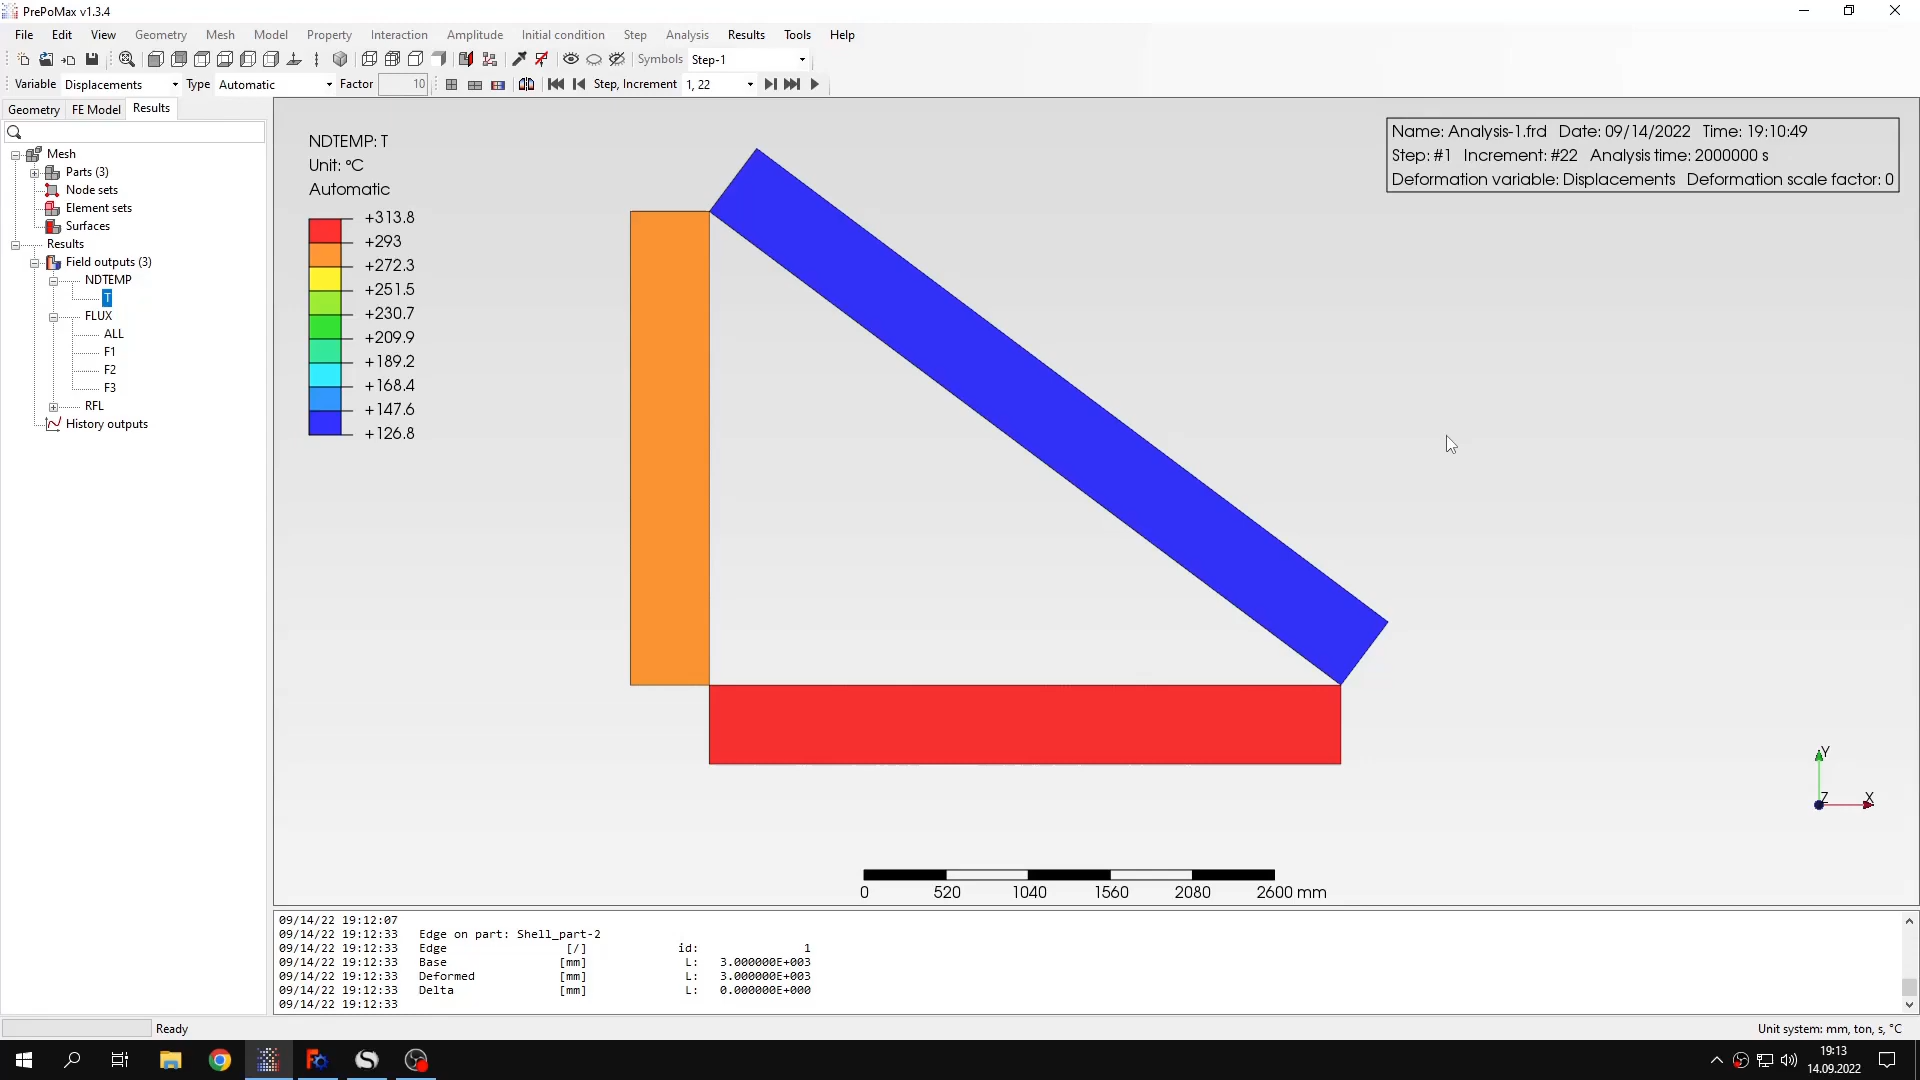 PrePoMax v1.3.4
File Edit View Geometry Mesh Model Property Interaction Amplitude Initial condition Step Analysis Results Tools Help
Symbols Step-1
Variable Displacements Type Automatic Factor 10 Step, Increment 1, 22
Geometry FE Model Results
Mesh
Parts (3)
Node sets
Element sets
Surfaces
Results
Field outputs (3)
NDTEMP
T
FLUX
ALL
F1
F2
F3
RFL
History outputs
NDTEMP: T
Unit: °C
Automatic
+313.8
+293
+272.3
+251.5
+230.7
+209.9
+189.2
+168.4
+147.6
+126.8
Name: Analysis-1.frd Date: 09/14/2022 Time: 19:10:49
Step: #1 Increment: #22 Analysis time: 2000000 s
Deformation variable: Displacements Deformation scale factor: 0
Y
Z X
0 520 1040 1560 2080 2600 mm
09/14/22 19:12:07
09/14/22 19:12:33 Edge on part: Shell_part-2
09/14/22 19:12:33 Edge [/] id: 1
09/14/22 19:12:33 Base [mm] L: 3.000000E+003
09/14/22 19:12:33 Deformed [mm] L: 3.000000E+003
09/14/22 19:12:33 Delta [mm] L: 0.000000E+000
09/14/22 19:12:33
Ready
Unit system: mm, ton, s, °C
19:13
14.09.2022